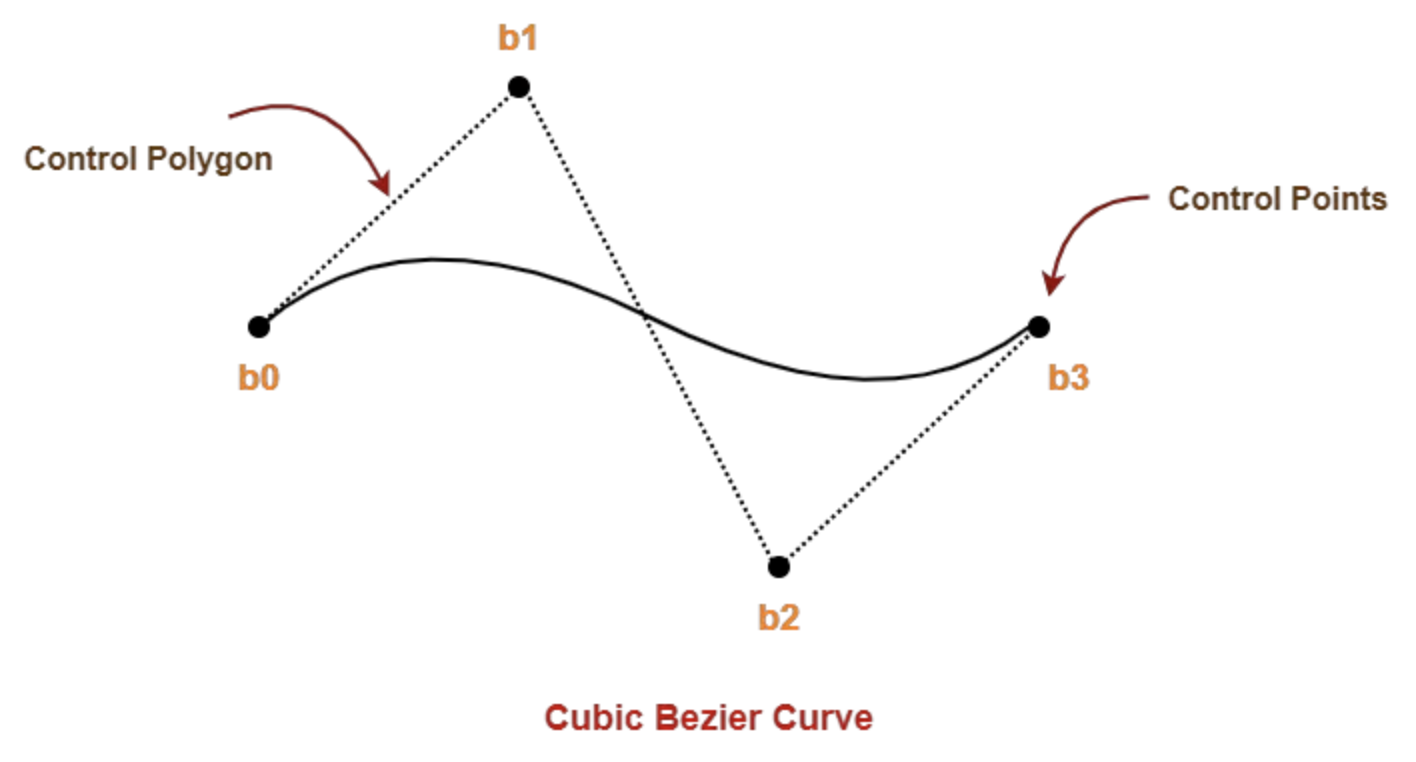 b1
Control Polygon
Control Points
b0
b3
b2
Cubic Bezier Curve